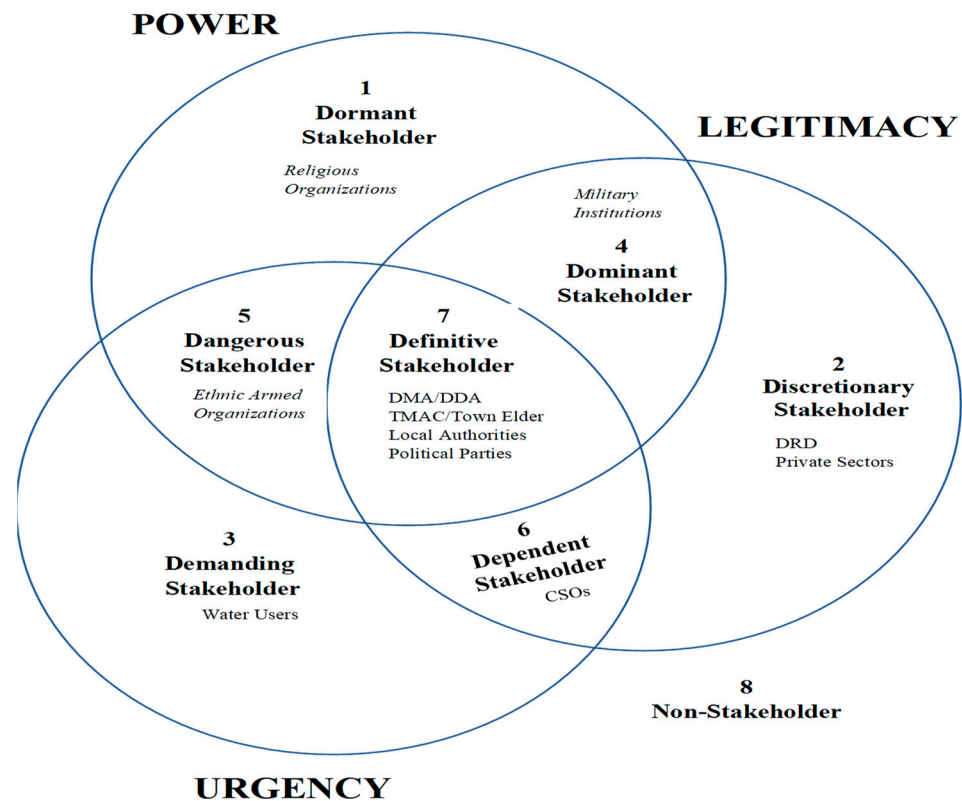 POWER
1
Dormant
Stakeholder
Religious
Organizations
LEGITIMACY
Military
Institutions
4
Dominant
Stakeholder
5
Dangerous
Stakeholder
Ethnic Armed
Organizations
7
Definitive
Stakeholder
DMA/DDA
TMAC/Town Elder
Local Authorities
Political Parties
2
Discretionary
Stakeholder
DRD
Private Sectors
3
Demanding
Stakeholder
Water Users
6
Dependent
Stakeholder
CSOs
8
Non-Stakeholder
URGENCY